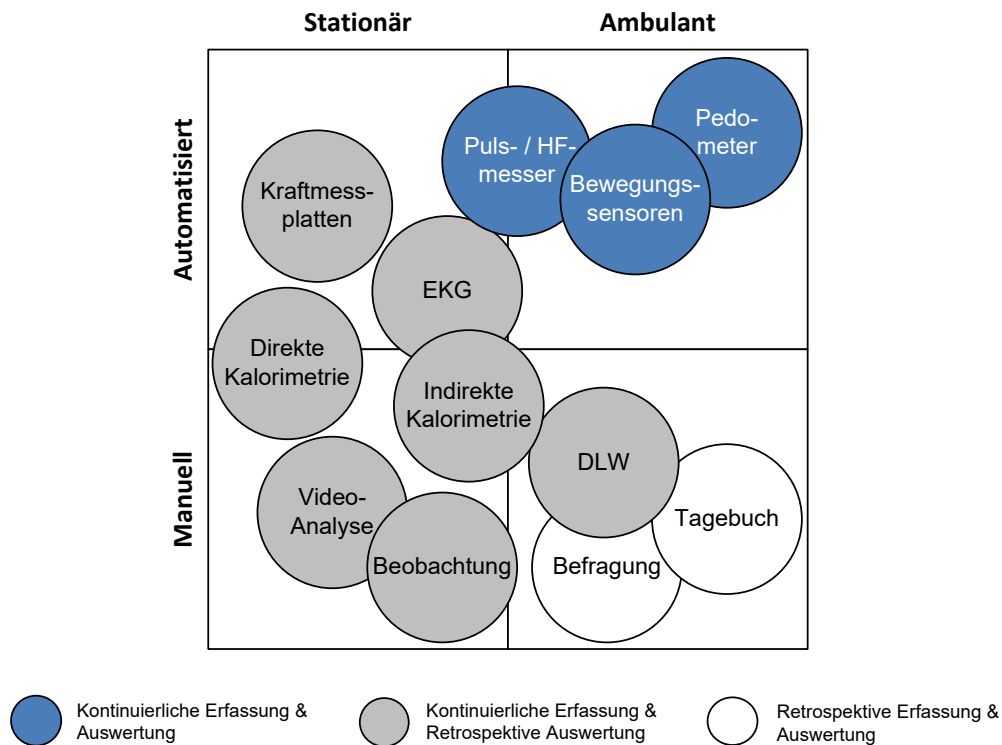 Stationär
Ambulant
Automatisiert
Manuell
Pedo-
meter
Puls- / HF-
messer
Bewegungs-
sensoren
Kraftmess-
platten
EKG
Direkte
Kalorimetrie
Indirekte
Kalorimetrie
DLW
Video-
Analyse
Tagebuch
Beobachtung
Befragung
Kontinuierliche Erfassung &
Auswertung
Kontinuierliche Erfassung &
Retrospektive Auswertung
Retrospektive Erfassung &
Auswertung